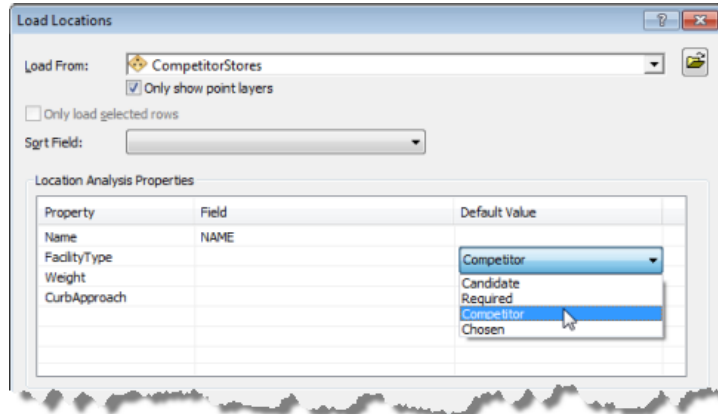 Load Locations
Load From: CompetitorStores
Only show point layers
Only load selected rows
Sort Field:
Location Analysis Properties
Property Field Default Value
Name NAME
FacilityType Competitor
Weight Candidate
CurbApproach Required
Competitor
Chosen